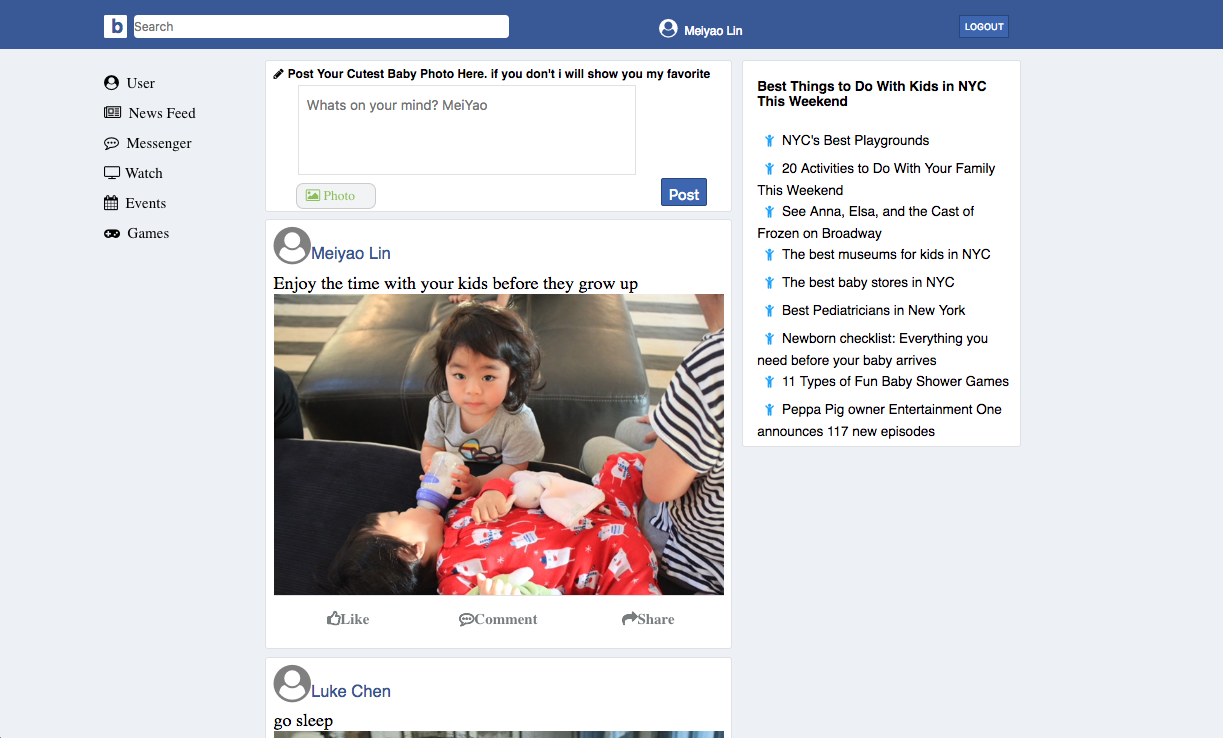 b
Search
Meiyao Lin
LOGOUT
User
News Feed
Messenger
Watch
Events
Games
Post Your Cutest Baby Photo Here. if you don't i will show you my favorite
Whats on your mind? MeiYao
Photo
Post
Meiyao Lin
Enjoy the time with your kids before they grow up
Like
Comment
Share
Luke Chen
go sleep
Best Things to Do With Kids in NYC
This Weekend
NYC's Best Playgrounds
20 Activities to Do With Your Family
This Weekend
See Anna, Elsa, and the Cast of
Frozen on Broadway
The best museums for kids in NYC
The best baby stores in NYC
Best Pediatricians in New York
Newborn checklist: Everything you
need before your baby arrives
11 Types of Fun Baby Shower Games
Peppa Pig owner Entertainment One
announces 117 new episodes